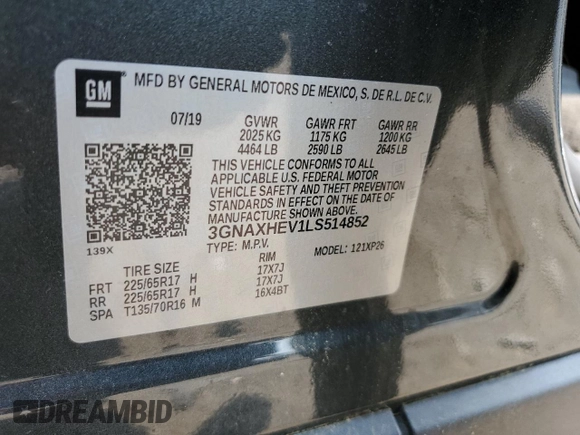 GM
MFD BY GENERAL MOTORS DE MEXICO, S. DE R.L. DE C.V.
07/19 GVWR GAWR FRT GAWR RR
2025 KG 1175 KG 1200 KG
4464 LB 2590 LB 2645 LB
THIS VEHICLE CONFORMS TO ALL
APPLICABLE U.S. FEDERAL MOTOR
VEHICLE SAFETY AND THEFT PREVENTION
STANDARDS IN EFFECT ON THE DATE OF
MANUFACTURE SHOWN ABOVE.
3GNAXHEV1LS514852
139X TYPE: M.P.V. MODEL: 121XP26
TIRE SIZE RIM
FRT 225/65R17 H 17X7J
RR 225/65R17 H 17X7J
SPA T135/70R16 M 16X4BT
DREAMBID